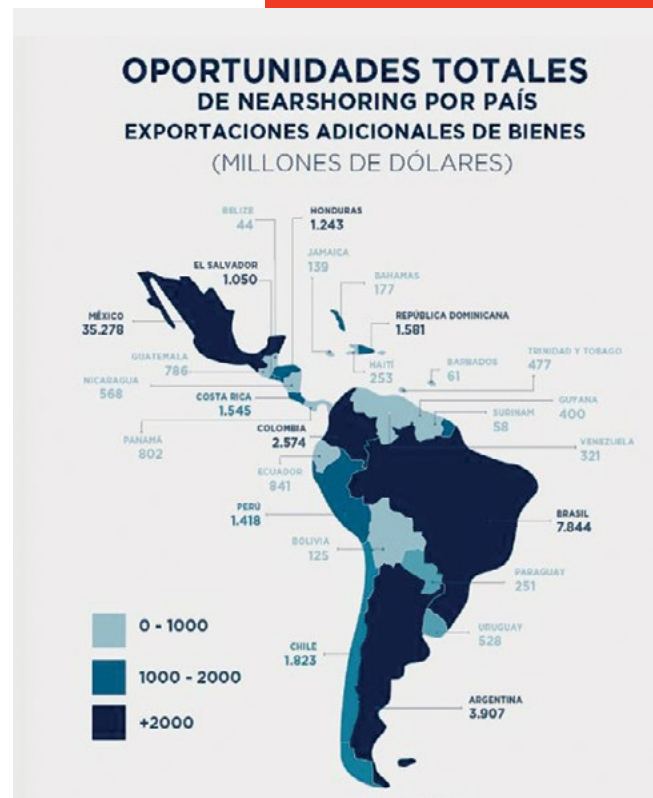 OPORTUNIDADES TOTALES
DE NEARSHORING POR PAÍS
EXPORTACIONES ADICIONALES DE BIENES
(MILLONES DE DÓLARES)
BELIZE
44
HONDURAS
1.243
JAMAICA
139
EL SALVADOR
1.050
BAHAMAS
177
MÉXICO
35.278
REPÚBLICA DOMINICANA
1.581
GUATEMALA
786
HAITÍ
253
BARBADOS
61
TRINIDAD Y TOBAGO
477
NICARAGUA
568
COSTA RICA
1.545
GUYANA
400
SURINAM
58
PANAMÁ
802
COLOMBIA
2.574
VENEZUELA
321
ECUADOR
841
PERÚ
1.418
BRASIL
7.844
BOLIVIA
125
PARAGUAY
251
URUGUAY
528
CHILE
1.823
ARGENTINA
3.907
0 - 1000
1000 - 2000
+2000